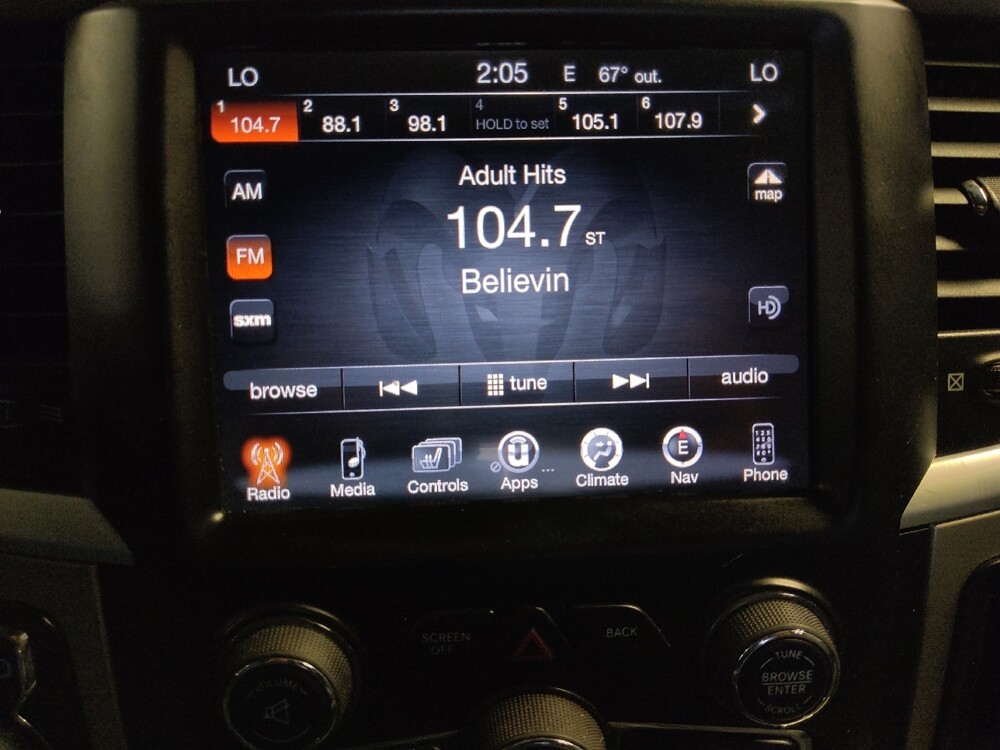 LO 2:05 E 67° out. LO
1 104.7 2 88.1 3 98.1 4 HOLD to set 5 105.1 6 107.9
AM Adult Hits map
104.7 ST
FM Believin
sxm HD
browse tune audio
Radio Media Controls Apps Climate Nav Phone
E
SCREEN OFF BACK
VOLUME
TUNE
BROWSE
ENTER
SCROLL